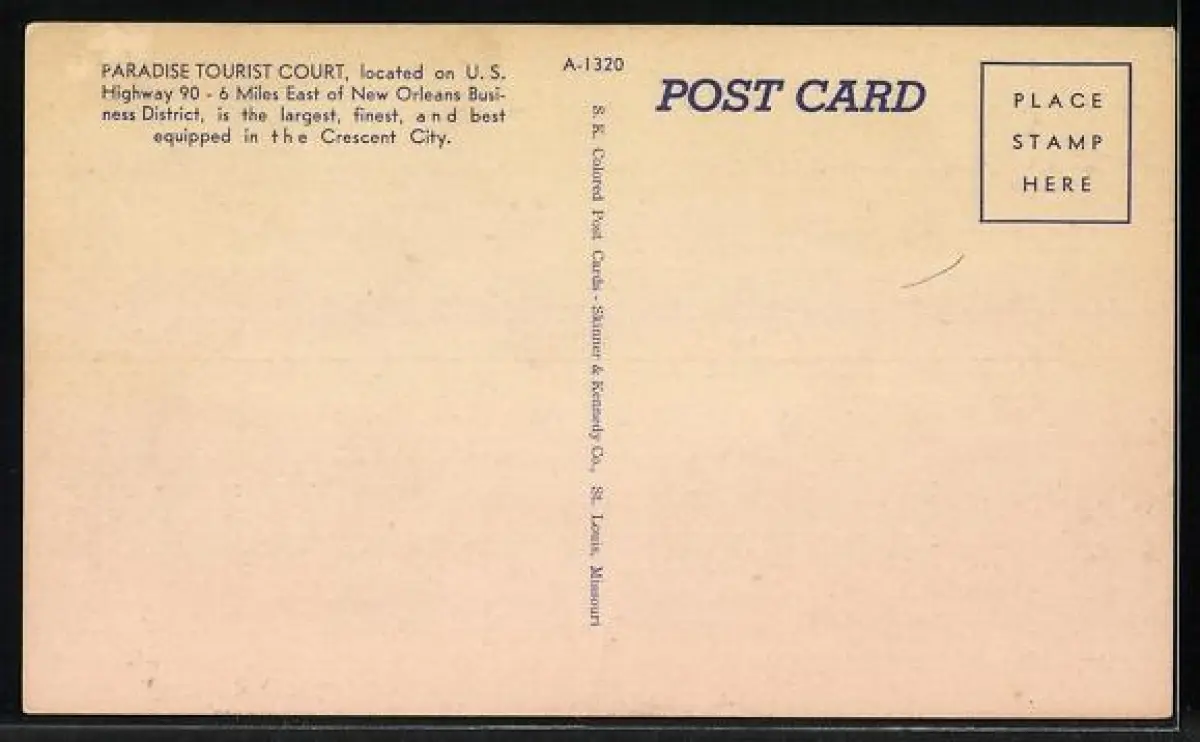 PARADISE TOURIST COURT, located on U. S.
Highway 90 - 6 Miles East of New Orleans Busi-
ness District, is the largest, finest, and best
equipped in the Crescent City.
A-1320
S. K. Colored Post Cards - Skinner & Kennedy Co., St. Louis, Missouri
POST CARD
PLACE
STAMP
HERE